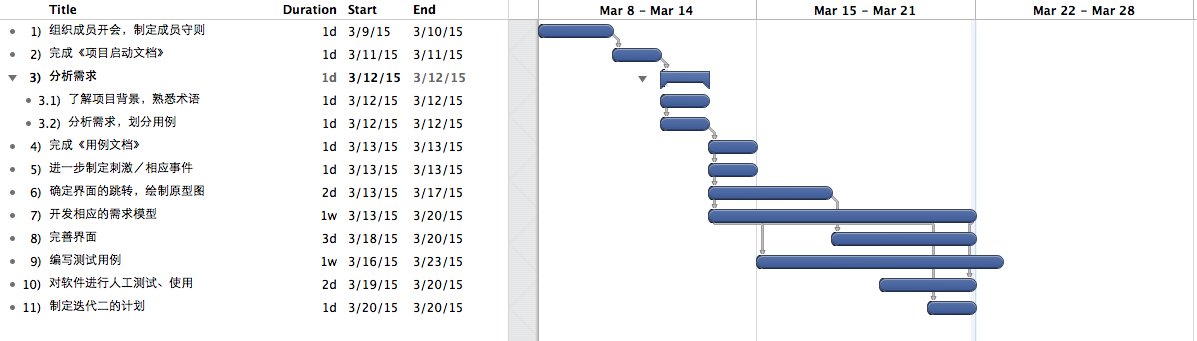 Title Duration Start End Mar 8 – Mar 14 Mar 15 – Mar 21 Mar 22 – Mar 28
1) 组织成员开会，制定成员守则 1d 3/9/15 3/10/15
2) 完成《项目启动文档》 1d 3/11/15 3/11/15
3) 分析需求 1d 3/12/15 3/12/15
3.1) 了解项目背景，熟悉术语 1d 3/12/15 3/12/15
3.2) 分析需求，划分用例 1d 3/12/15 3/12/15
4) 完成《用例文档》 1d 3/13/15 3/13/15
5) 进一步制定刺激／相应事件 1d 3/13/15 3/13/15
6) 确定界面的跳转，绘制原型图 2d 3/13/15 3/17/15
7) 开发相应的需求模型 1w 3/13/15 3/20/15
8) 完善界面 3d 3/18/15 3/20/15
9) 编写测试用例 1w 3/16/15 3/23/15
10) 对软件进行人工测试、使用 2d 3/19/15 3/20/15
11) 制定迭代二的计划 1d 3/20/15 3/20/15